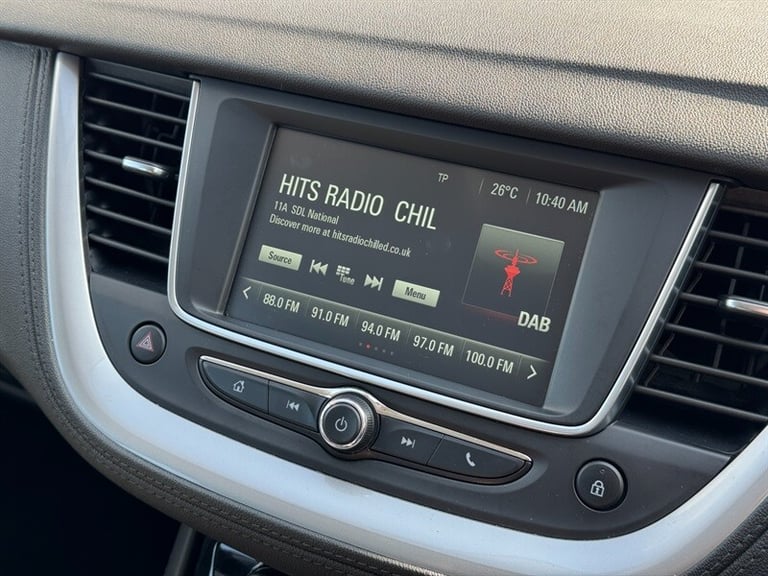 TP 26°C 10:40 AM
HITS RADIO CHIL
11A SDL National
Discover more at hitsradiochilled.co.uk
Source Tune Menu
DAB
88.0 FM 91.0 FM 94.0 FM 97.0 FM 100.0 FM